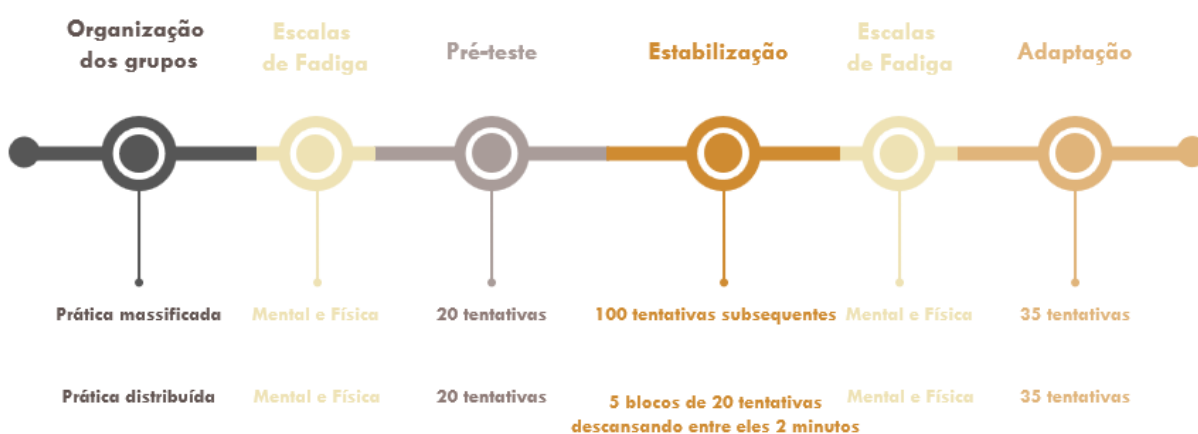 Organização
dos grupos
Escalas
de Fadiga
Pré-teste
Estabilização
Escalas
de Fadiga
Adaptação
Prática massificada
Mental e Física
20 tentativas
100 tentativas subsequentes
Mental e Física
35 tentativas
Prática distribuída
Mental e Física
20 tentativas
5 blocos de 20 tentativas
descansando entre eles 2 minutos
Mental e Física
35 tentativas